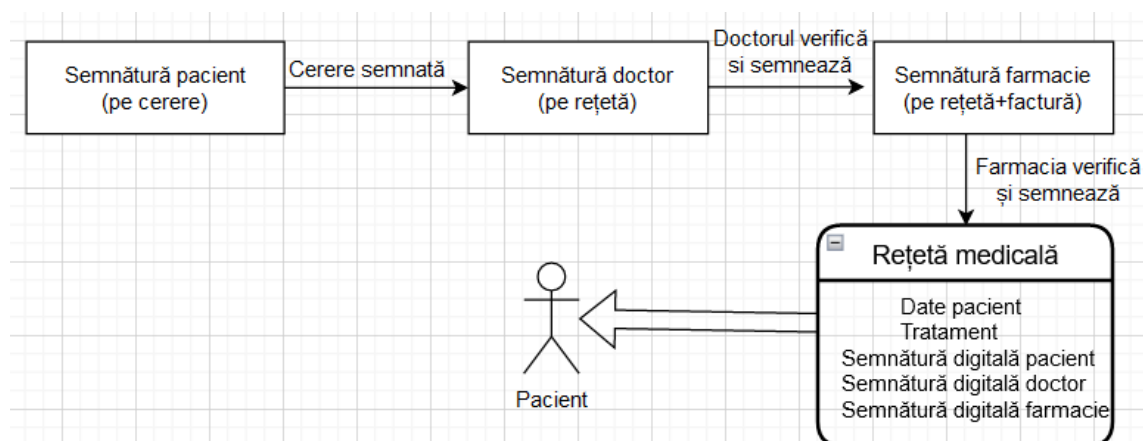 Semnătură pacient
(pe cerere)
Cerere semnată
Semnătură doctor
(pe rețetă)
Doctorul verifică
si semnează
Semnătură farmacie
(pe rețetă+factură)
Farmacia verifică
și semnează
Rețetă medicală
Date pacient
Tratament
Semnătură digitală pacient
Semnătură digitală doctor
Semnătură digitală farmacie
Pacient